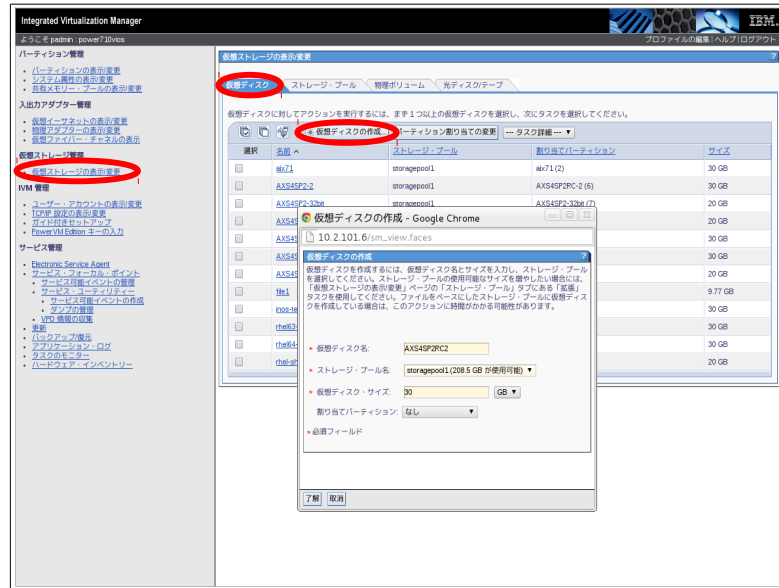 Integrated Virtualization Manager
IBM.
ようこそ padmin : power710vios
プロファイルの編集 | ヘルプ | ログアウト
パーティション管理
パーティションの表示/変更
システム属性の表示/変更
共有メモリー・プールの表示/変更
入出力アダプター管理
仮想イーサネットの表示/変更
物理アダプターの表示/変更
仮想ファイバー・チャネルの表示
仮想ストレージ管理
仮想ストレージの表示/変更
IVM 管理
ユーザー・アカウントの表示/変更
TCP/IP 設定の表示/変更
ガイド付きセットアップ
PowerVM Edition キーの入力
サービス管理
Electronic Service Agent
サービス・フォーカル・ポイント
サービス可能イベントの管理
サービス・ユーティリティー
サービス可能イベントの作成
ダンプの管理
VPD 情報の収集
更新
バックアップ/復元
アプリケーション・ログ
タスクのモニター
ハードウェア・インベントリー
仮想ストレージの表示/変更 ?
仮想ディスク ストレージ・プール 物理ボリューム 光ディスク/テープ
仮想ディスクに対してアクションを実行するには、まず 1 つ以上の仮想ディスクを選択し、次にタスクを選択してください。
仮想ディスクの作成... パーティション割り当ての変更 --- タスク詳細 ---
選択 名前 ストレージ・プール 割り当てパーティション サイズ
aix71 storagepool1 aix71 (2) 30 GB
AXS4SP2-2 storagepool1 AXS4SP2RC-2 (6) 30 GB
AXS4SP2-32bit storagepool1 AXS4SP2-32bit (7) 20 GB
AXS4 20 GB
AXS4 30 GB
AXS4 30 GB
AXS4 20 GB
file1 9.77 GB
inos-te 30 GB
rhel63- 30 GB
rhel64- 30 GB
rhel-sh 20 GB
仮想ディスクの作成 - Google Chrome
10.2.101.6/sm_view.faces
仮想ディスクの作成 ?
仮想ディスクを作成するには、仮想ディスク名とサイズを入力し、ストレージ・プール
を選択してください。ストレージ・プールの使用可能なサイズを増やしたい場合には、
「仮想ストレージの表示/変更」ページの「ストレージ・プール」タブにある「拡張」
タスクを使用してください。ファイルをベースにしたストレージ・プールに仮想ディス
クを作成している場合は、このアクションに時間がかかる可能性があります。
* 仮想ディスク名: AXS4SP2RC2
* ストレージ・プール名: storagepool1 (208.5 GB が使用可能)
* 仮想ディスク・サイズ: 30 GB
割り当てパーティション: なし
*必須フィールド
了解 取消